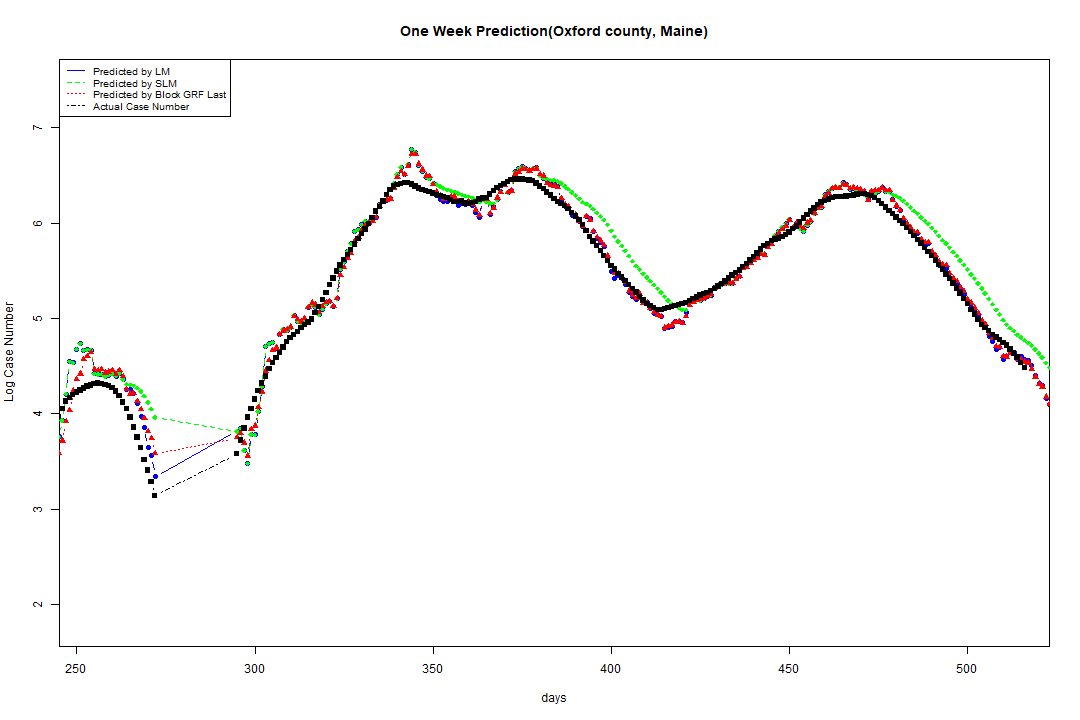 One Week Prediction(Oxford county, Maine)
Predicted by LM
Predicted by SLM
Predicted by Block GRF Last
Actual Case Number
Log Case Number
7
6
5
4
3
2
250 300 350 400 450 500
days